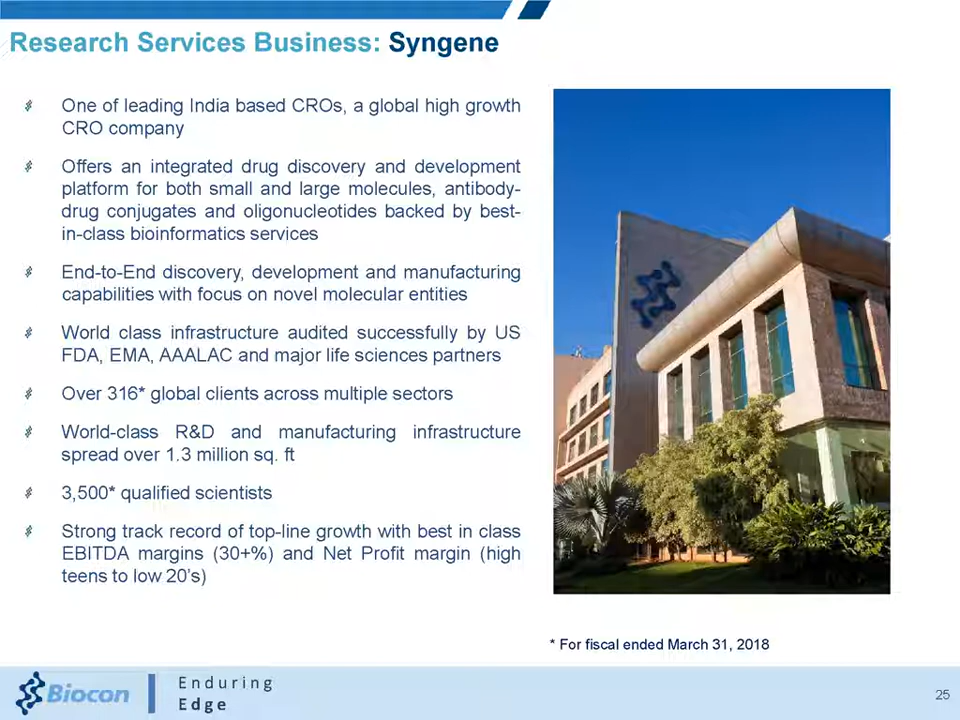 Research Services Business: Syngene
One of leading India based CROs, a global high growth
CRO company
Offers an integrated drug discovery and development
platform for both small and large molecules, antibody-
drug conjugates and oligonucleotides backed by best-
in-class bioinformatics services
End-to-End discovery, development and manufacturing
capabilities with focus on novel molecular entities
World class infrastructure audited successfully by US
FDA, EMA, AAALAC and major life sciences partners
Over 316* global clients across multiple sectors
World-class R&D and manufacturing infrastructure
spread over 1.3 million sq. ft
3,500* qualified scientists
Strong track record of top-line growth with best in class
EBITDA margins (30+%) and Net Profit margin (high
teens to low 20's)
* For fiscal ended March 31, 2018
Biocon
Enduring
Edge
25